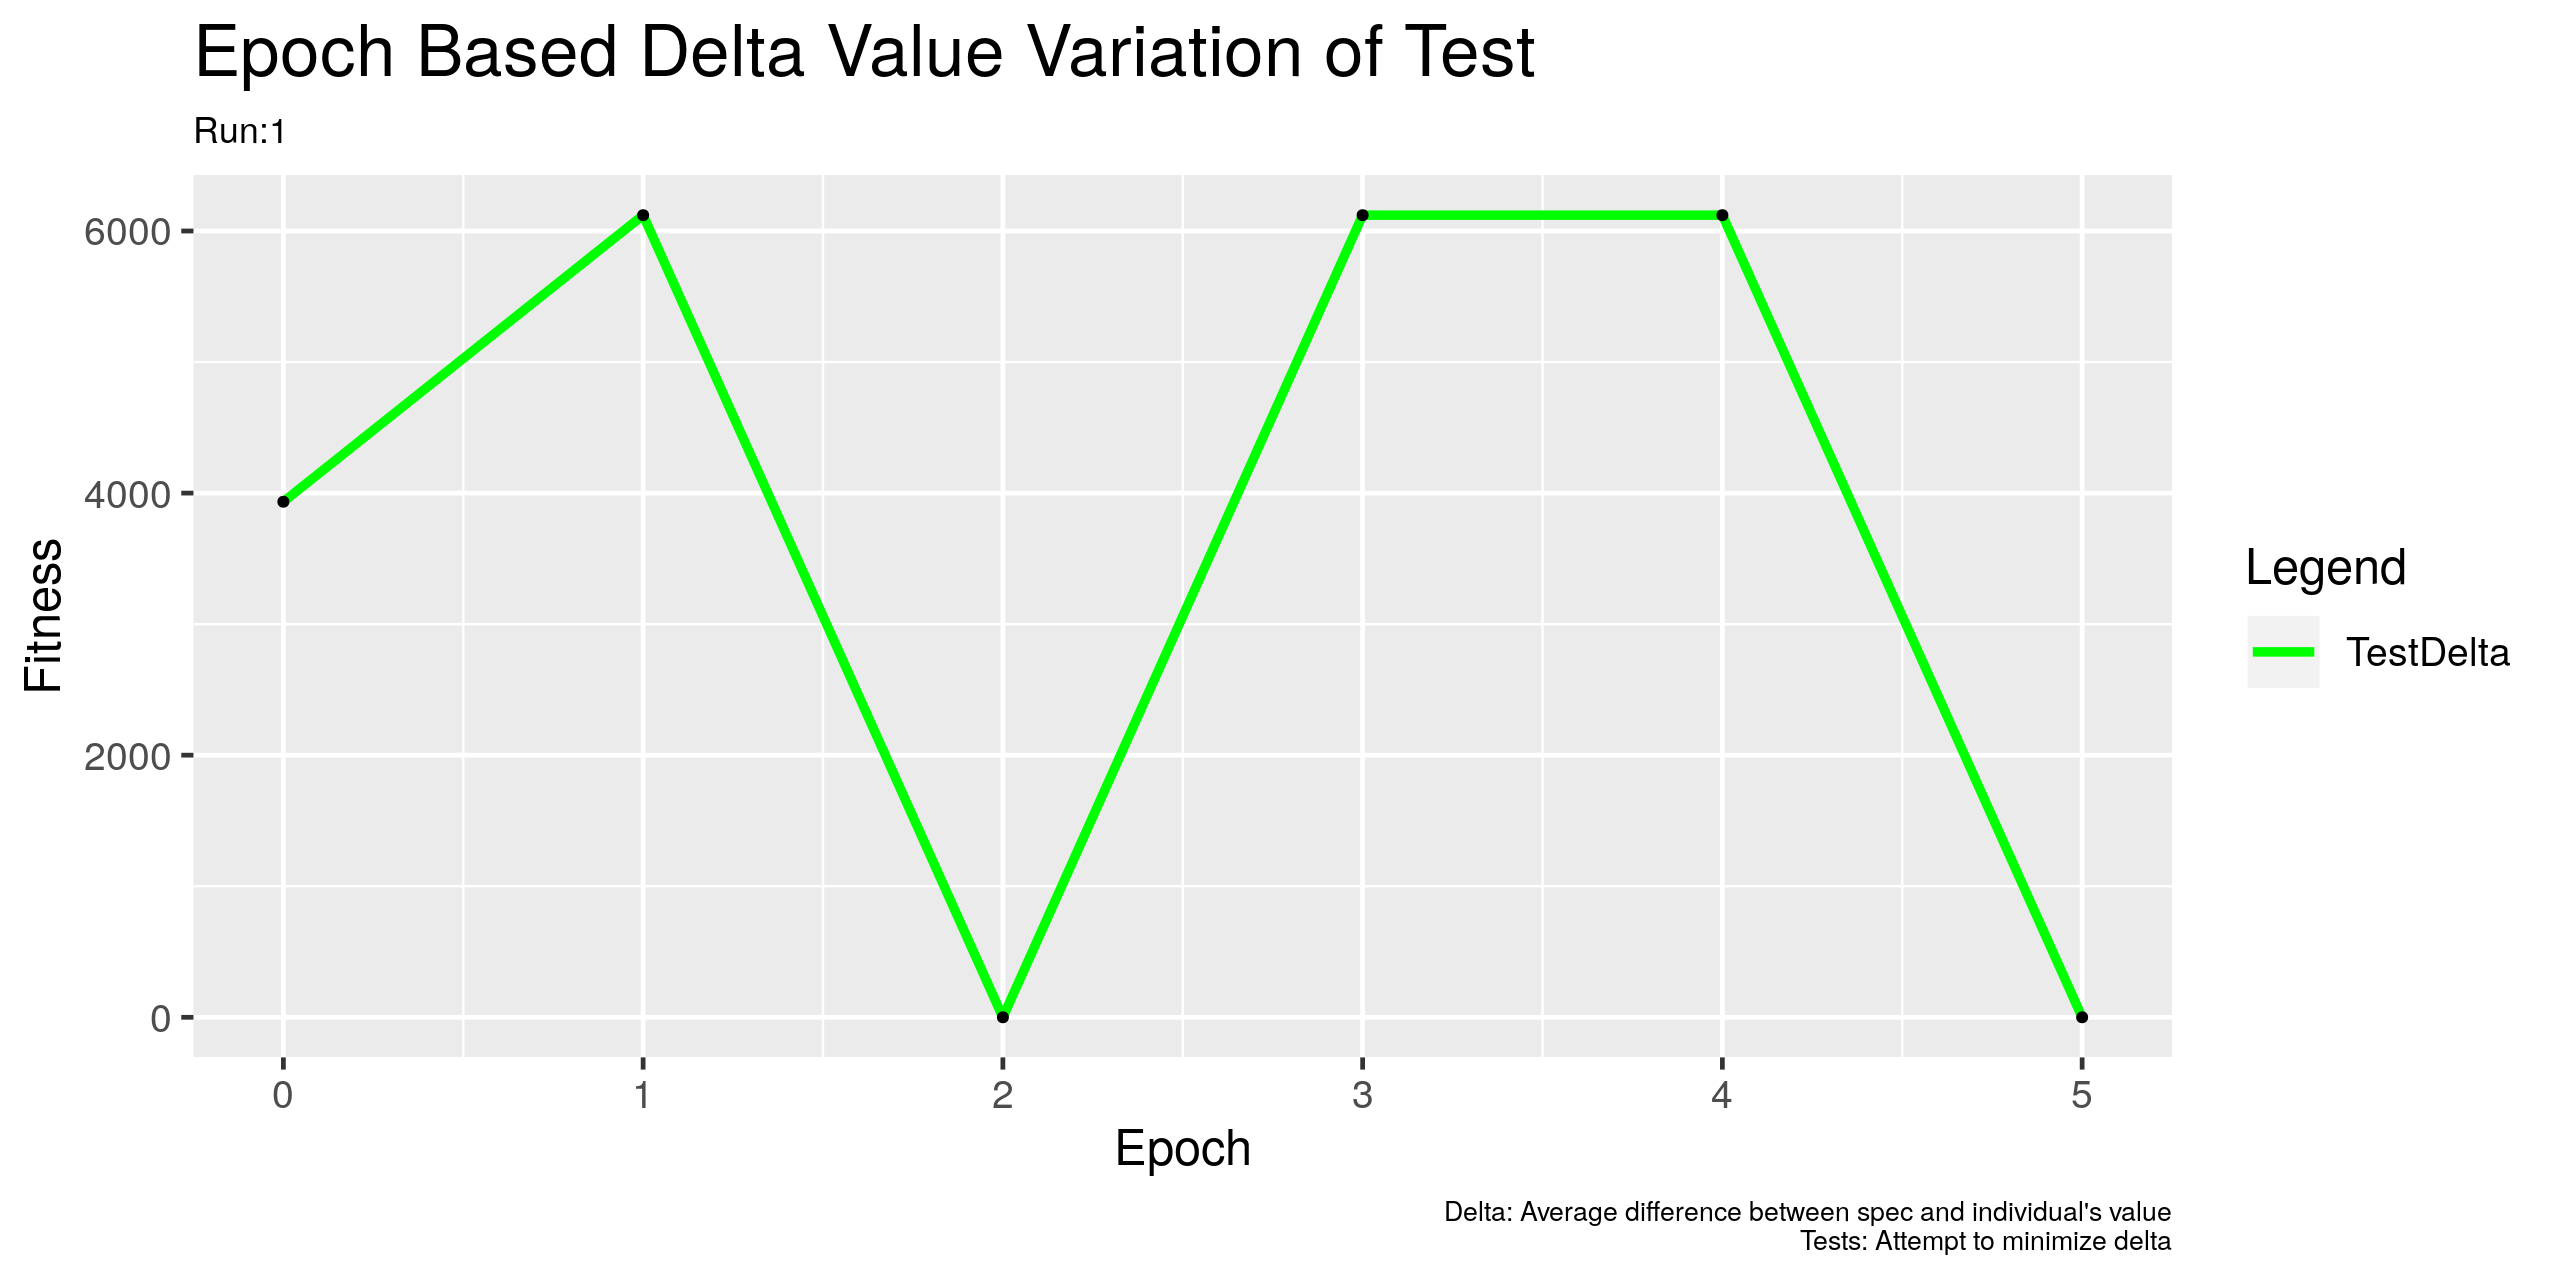 Epoch Based Delta Value Variation of Test
Run:1
6000
4000
2000
0
Fitness
0 1 2 3 4 5
Epoch
Legend
TestDelta
Delta: Average difference between spec and individual's value
Tests: Attempt to minimize delta